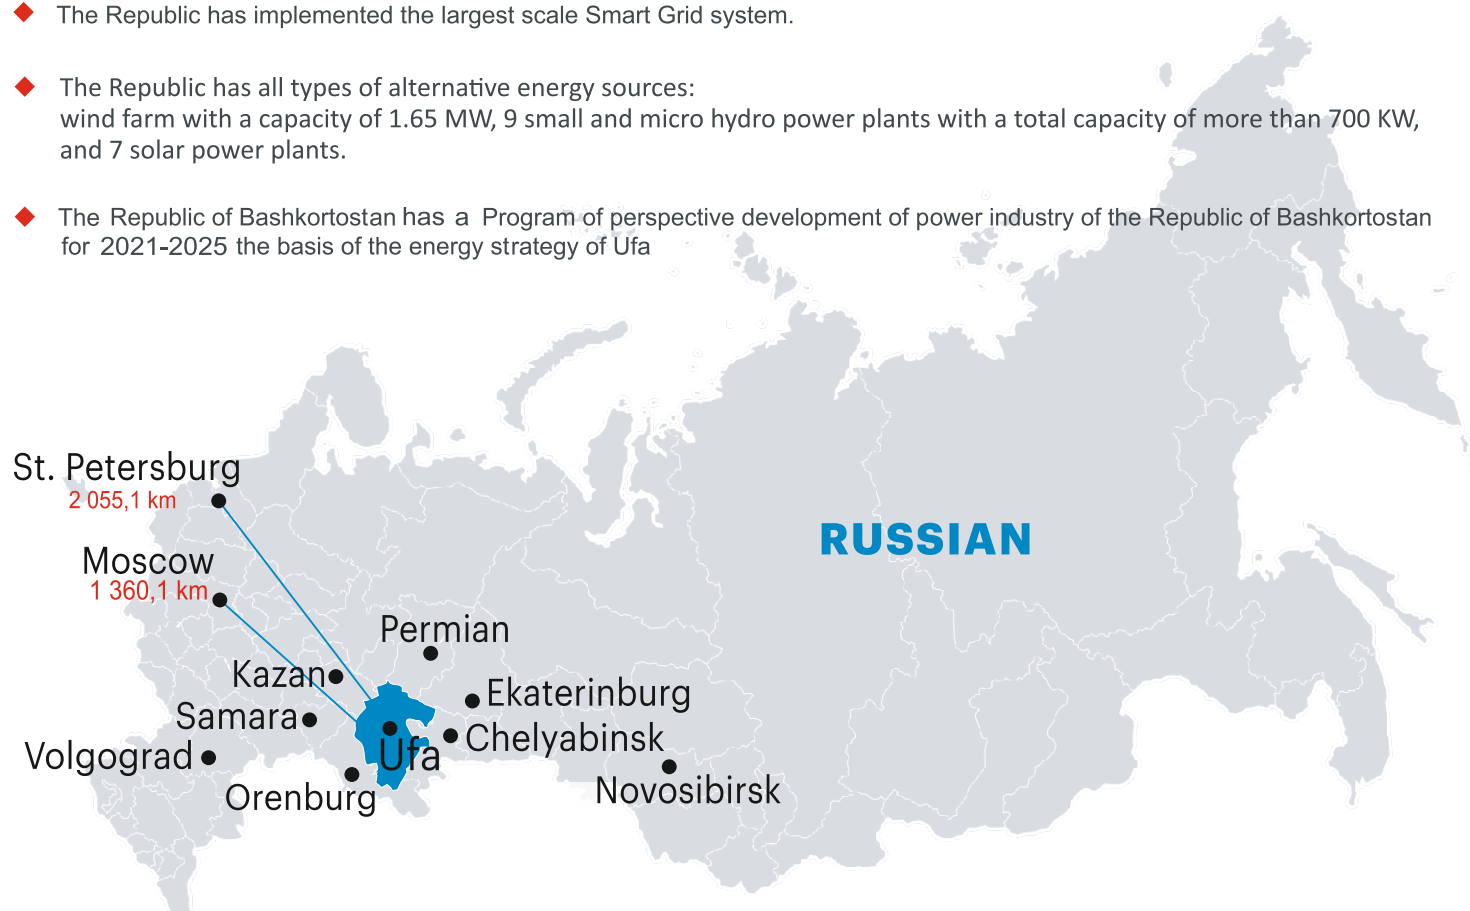 The Republic has implemented the largest scale Smart Grid system.
The Republic has all types of alternative energy sources:
wind farm with a capacity of 1.65 MW, 9 small and micro hydro power plants with a total capacity of more than 700 KW,
and 7 solar power plants.
The Republic of Bashkortostan has a Program of perspective development of power industry of the Republic of Bashkortostan
for 2021-2025 the basis of the energy strategy of Ufa
St. Petersburg
2 055,1 km
RUSSIAN
Moscow
1 360,1 km
Permian
Kazan
Ekaterinburg
Samara
Chelyabinsk
Ufa
Volgograd
Novosibirsk
Orenburg